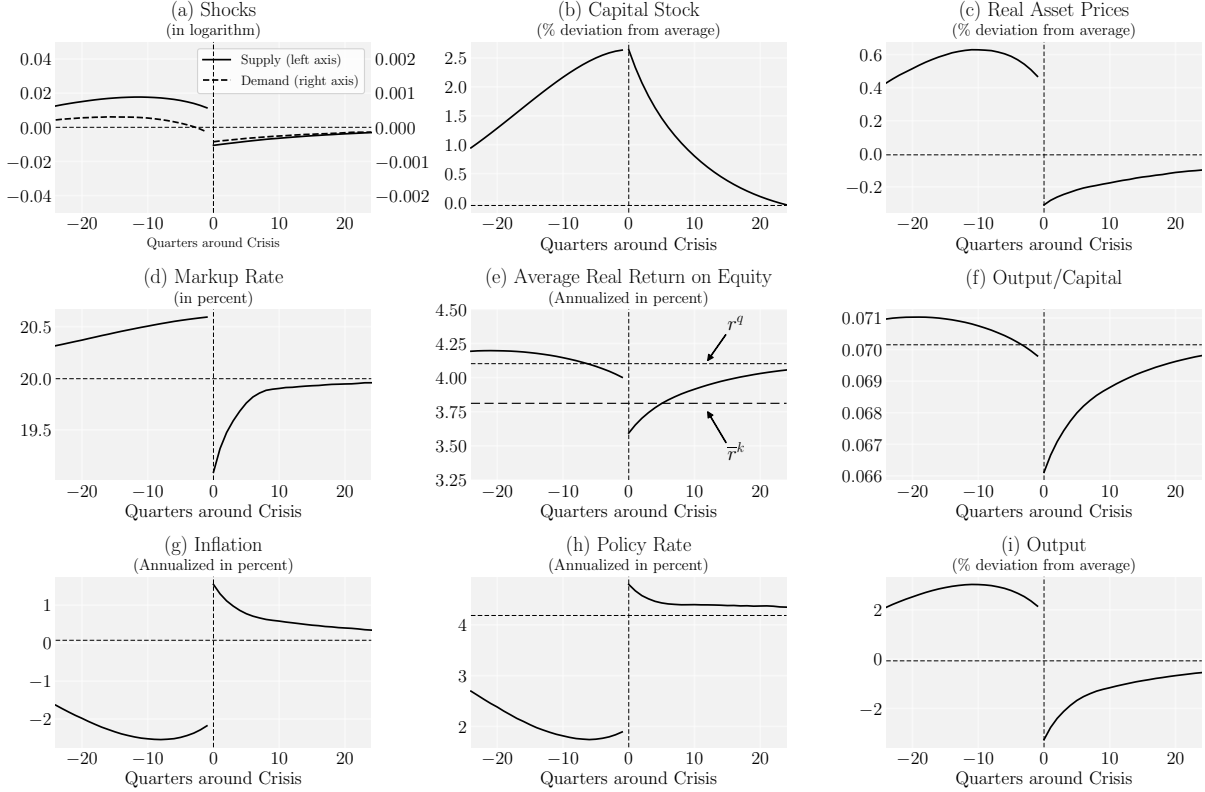 (a) Shocks
(in logarithm)
0.04
0.02
0.00
−0.02
−0.04
0.002
0.001
0.000
−0.001
−0.002
Supply (left axis)
Demand (right axis)
−20 −10 0 10 20
Quarters around Crisis
(b) Capital Stock
(% deviation from average)
2.5
2.0
1.5
1.0
0.5
0.0
−20 −10 0 10 20
Quarters around Crisis
(c) Real Asset Prices
(% deviation from average)
0.6
0.4
0.2
0.0
−0.2
−20 −10 0 10 20
Quarters around Crisis
(d) Markup Rate
(in percent)
20.5
20.0
19.5
−20 −10 0 10 20
Quarters around Crisis
(e) Average Real Return on Equity
(Annualized in percent)
4.50
4.25
4.00
3.75
3.50
3.25
r^q
r̅^k
−20 −10 0 10 20
Quarters around Crisis
(f) Output/Capital
0.071
0.070
0.069
0.068
0.067
0.066
−20 −10 0 10 20
Quarters around Crisis
(g) Inflation
(Annualized in percent)
1
0
−1
−2
−20 −10 0 10 20
Quarters around Crisis
(h) Policy Rate
(Annualized in percent)
4
3
2
−20 −10 0 10 20
Quarters around Crisis
(i) Output
(% deviation from average)
2
0
−2
−20 −10 0 10 20
Quarters around Crisis